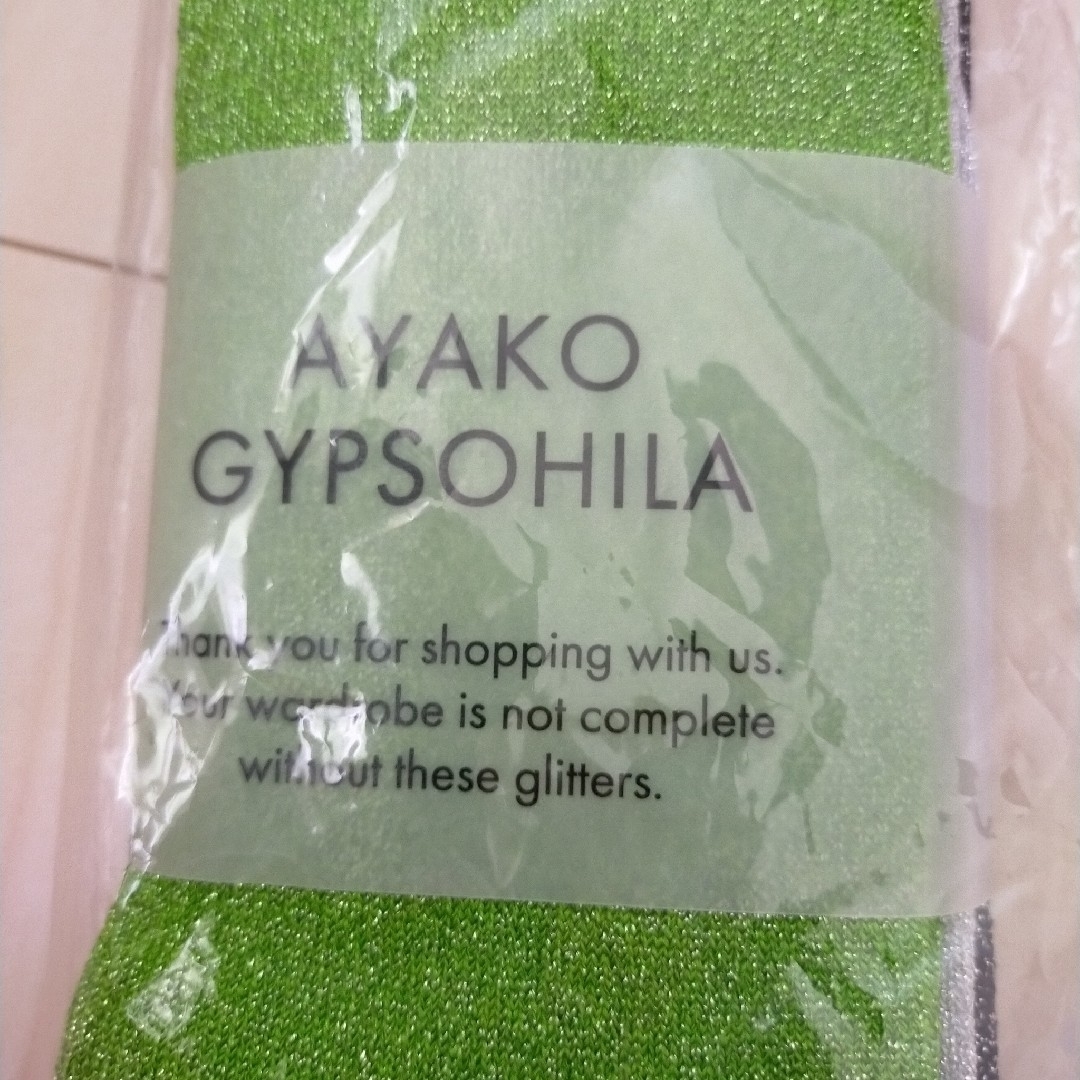 AYAKO
GYPSOHILA
Thank you for shopping with us.
Your wardrobe is not complete
without these glitters.